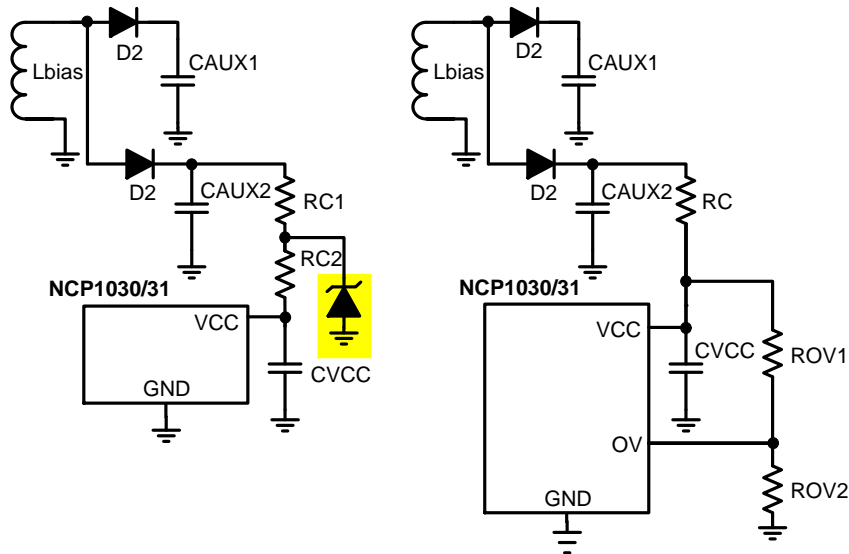 D2
CAUX1
Lbias
D2
CAUX2
RC1
RC2
NCP1030/31
VCC
CVCC
GND
D2
CAUX1
Lbias
D2
CAUX2
RC
NCP1030/31
VCC
CVCC
ROV1
OV
ROV2
GND